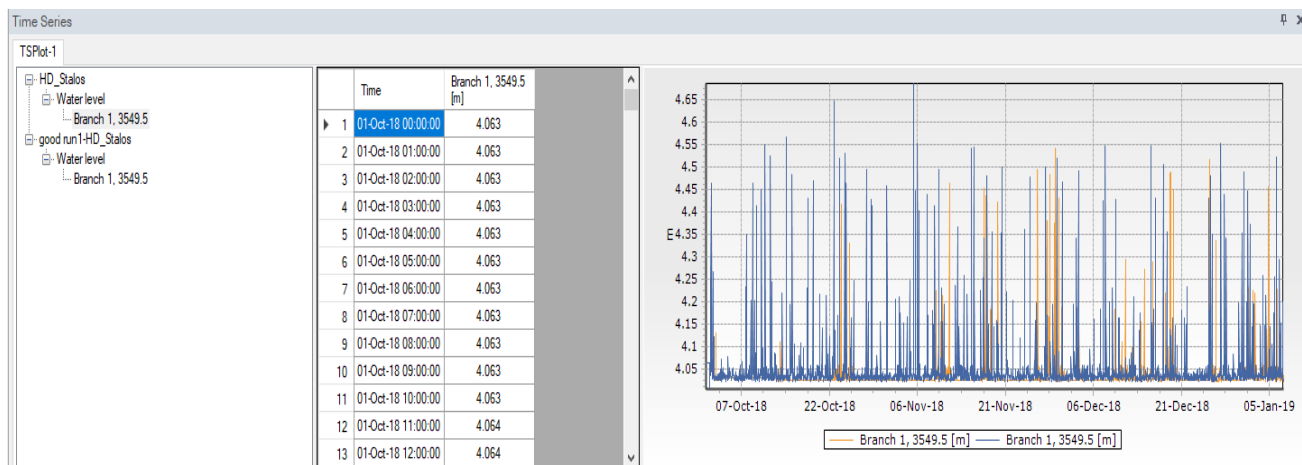 Time Series
TSPlot-1
HD_Stalos
Water level
Branch 1, 3549.5
good run1-HD_Stalos
Water level
Branch 1, 3549.5
Time Branch 1, 3549.5 [m]
1 01-Oct-18 00:00:00 4.063
2 01-Oct-18 01:00:00 4.063
3 01-Oct-18 02:00:00 4.063
4 01-Oct-18 03:00:00 4.063
5 01-Oct-18 04:00:00 4.063
6 01-Oct-18 05:00:00 4.063
7 01-Oct-18 06:00:00 4.063
8 01-Oct-18 07:00:00 4.063
9 01-Oct-18 08:00:00 4.063
10 01-Oct-18 09:00:00 4.063
11 01-Oct-18 10:00:00 4.063
12 01-Oct-18 11:00:00 4.064
13 01-Oct-18 12:00:00 4.064
4.65
4.6
4.55
4.5
4.45
4.4
m 4.35
4.3
4.25
4.2
4.15
4.1
4.05
07-Oct-18 22-Oct-18 06-Nov-18 21-Nov-18 06-Dec-18 21-Dec-18 05-Jan-19
Branch 1, 3549.5 [m] Branch 1, 3549.5 [m]